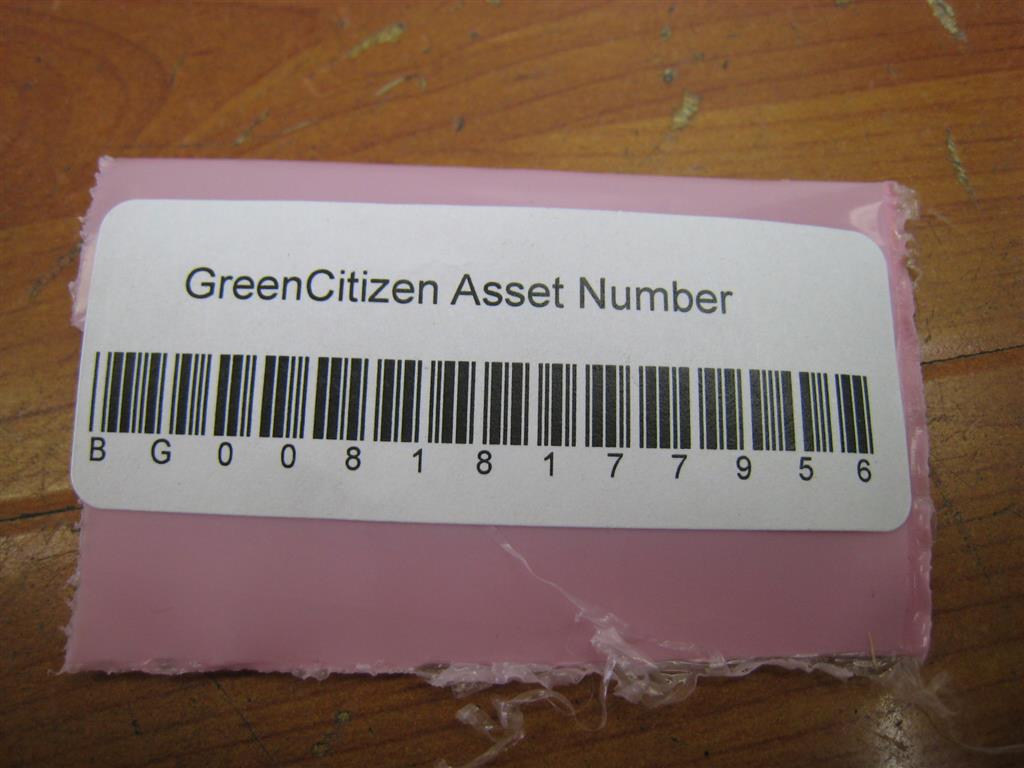 GreenCitizen Asset Number
B G 0 0 8 1 8 1 7 7 9 5 6